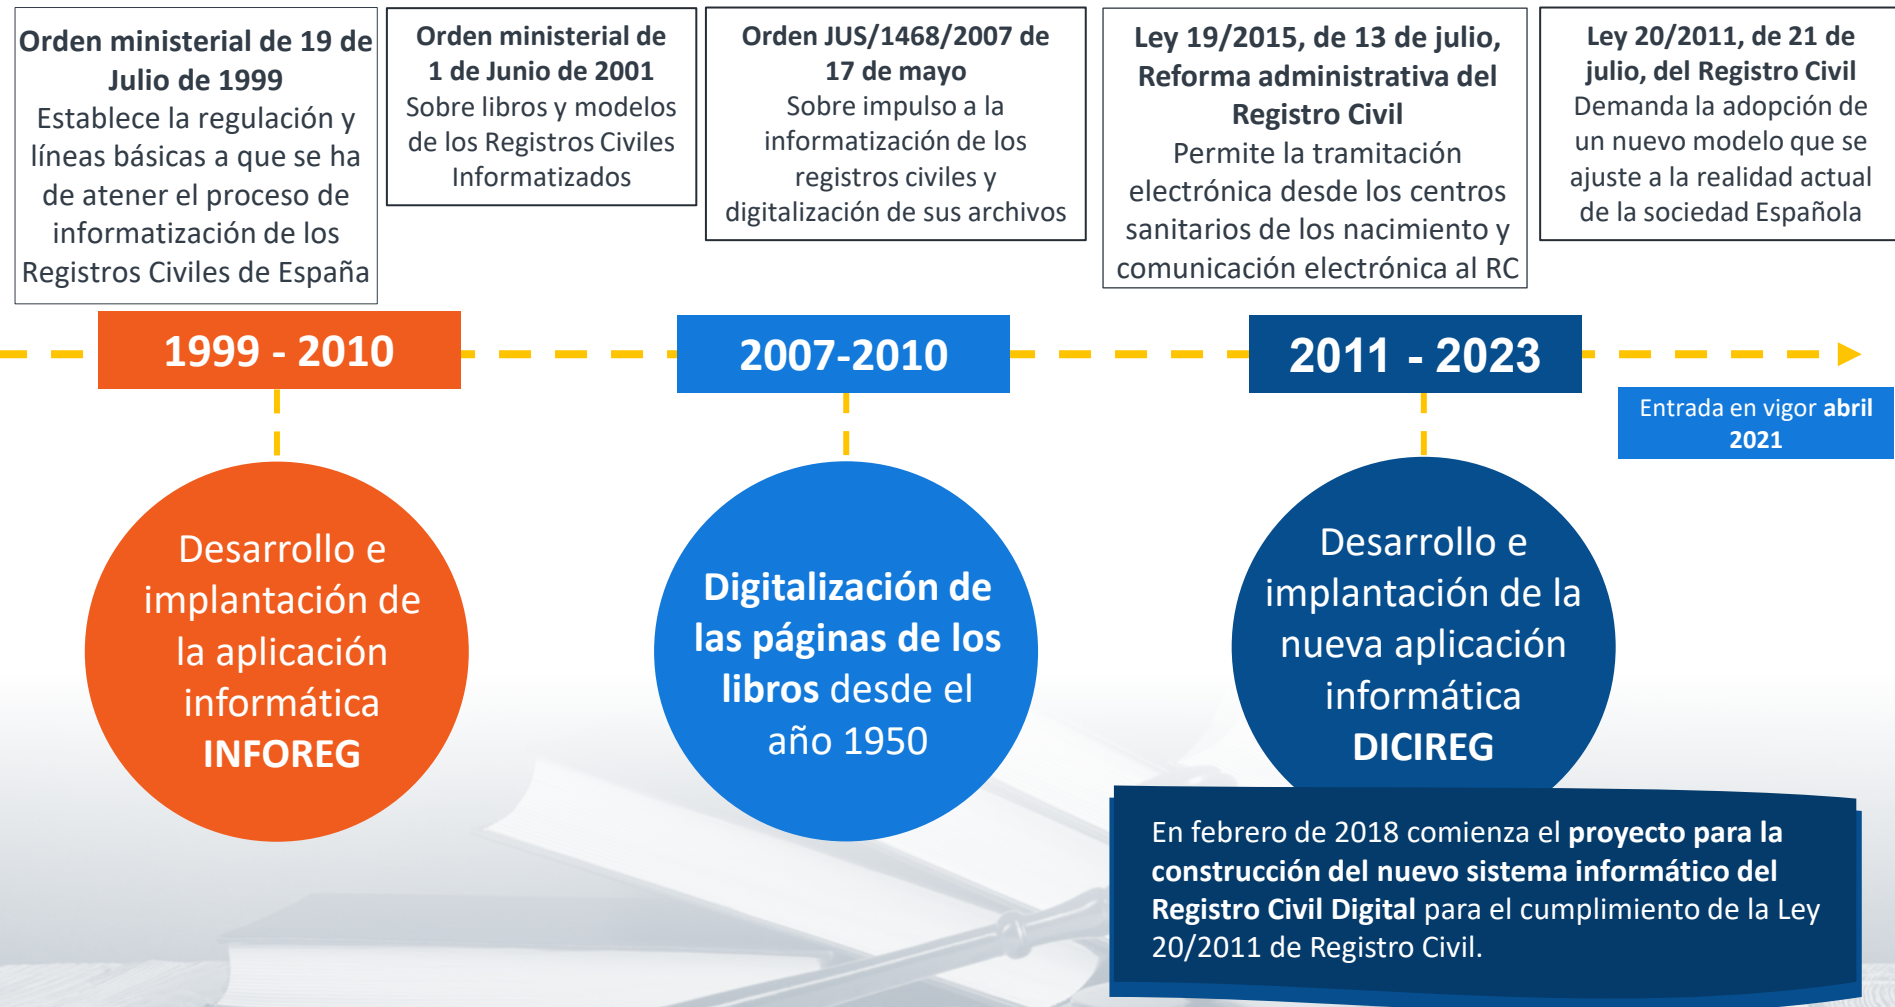 Orden ministerial de 19 de
Julio de 1999
Establece la regulación y
líneas básicas a que se ha
de atener el proceso de
informatización de los
Registros Civiles de España
Orden ministerial de
1 de Junio de 2001
Sobre libros y modelos
de los Registros Civiles
Informatizados
Orden JUS/1468/2007 de
17 de mayo
Sobre impulso a la
informatización de los
registros civiles y
digitalización de sus archivos
Ley 19/2015, de 13 de julio,
Reforma administrativa del
Registro Civil
Permite la tramitación
electrónica desde los centros
sanitarios de los nacimiento y
comunicación electrónica al RC
Ley 20/2011, de 21 de
julio, del Registro Civil
Demanda la adopción de
un nuevo modelo que se
ajuste a la realidad actual
de la sociedad Española
1999 - 2010
2007-2010
2011 - 2023
Entrada en vigor abril
2021
Desarrollo e
implantación de
la aplicación
informática
INFOREG
Digitalización de
las páginas de los
libros desde el
año 1950
Desarrollo e
implantación de la
nueva aplicación
informática
DICIREG
En febrero de 2018 comienza el proyecto para la
construcción del nuevo sistema informático del
Registro Civil Digital para el cumplimiento de la Ley
20/2011 de Registro Civil.